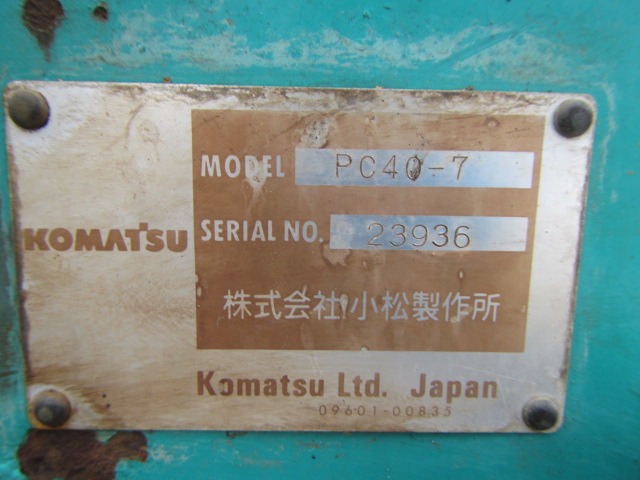 MODEL PC40-7
KOMATSU
SERIAL NO. 23936
株式会社小松製作所
Komatsu Ltd. Japan
09601-00835